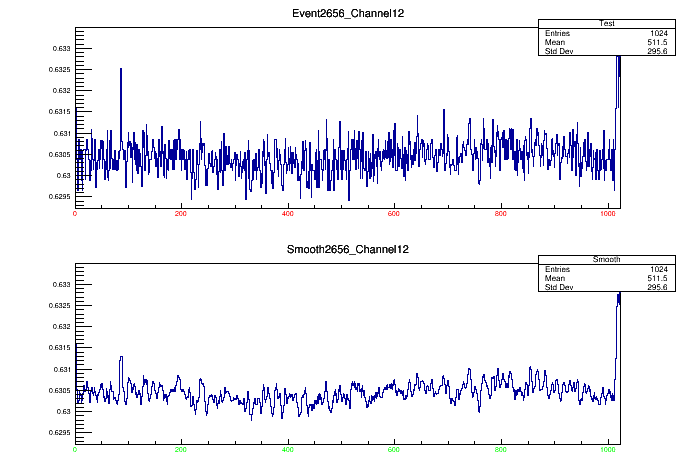 Event2656_Channel12
Test
Entries 1024
Mean 511.5
Std Dev 295.6
0.633
0.6325
0.632
0.6315
0.631
0.6305
0.63
0.6295
0 200 400 600 800 1000
Smooth2656_Channel12
Smooth
Entries 1024
Mean 511.5
Std Dev 295.6
0.633
0.6325
0.632
0.6315
0.631
0.6305
0.63
0.6295
0 200 400 600 800 1000